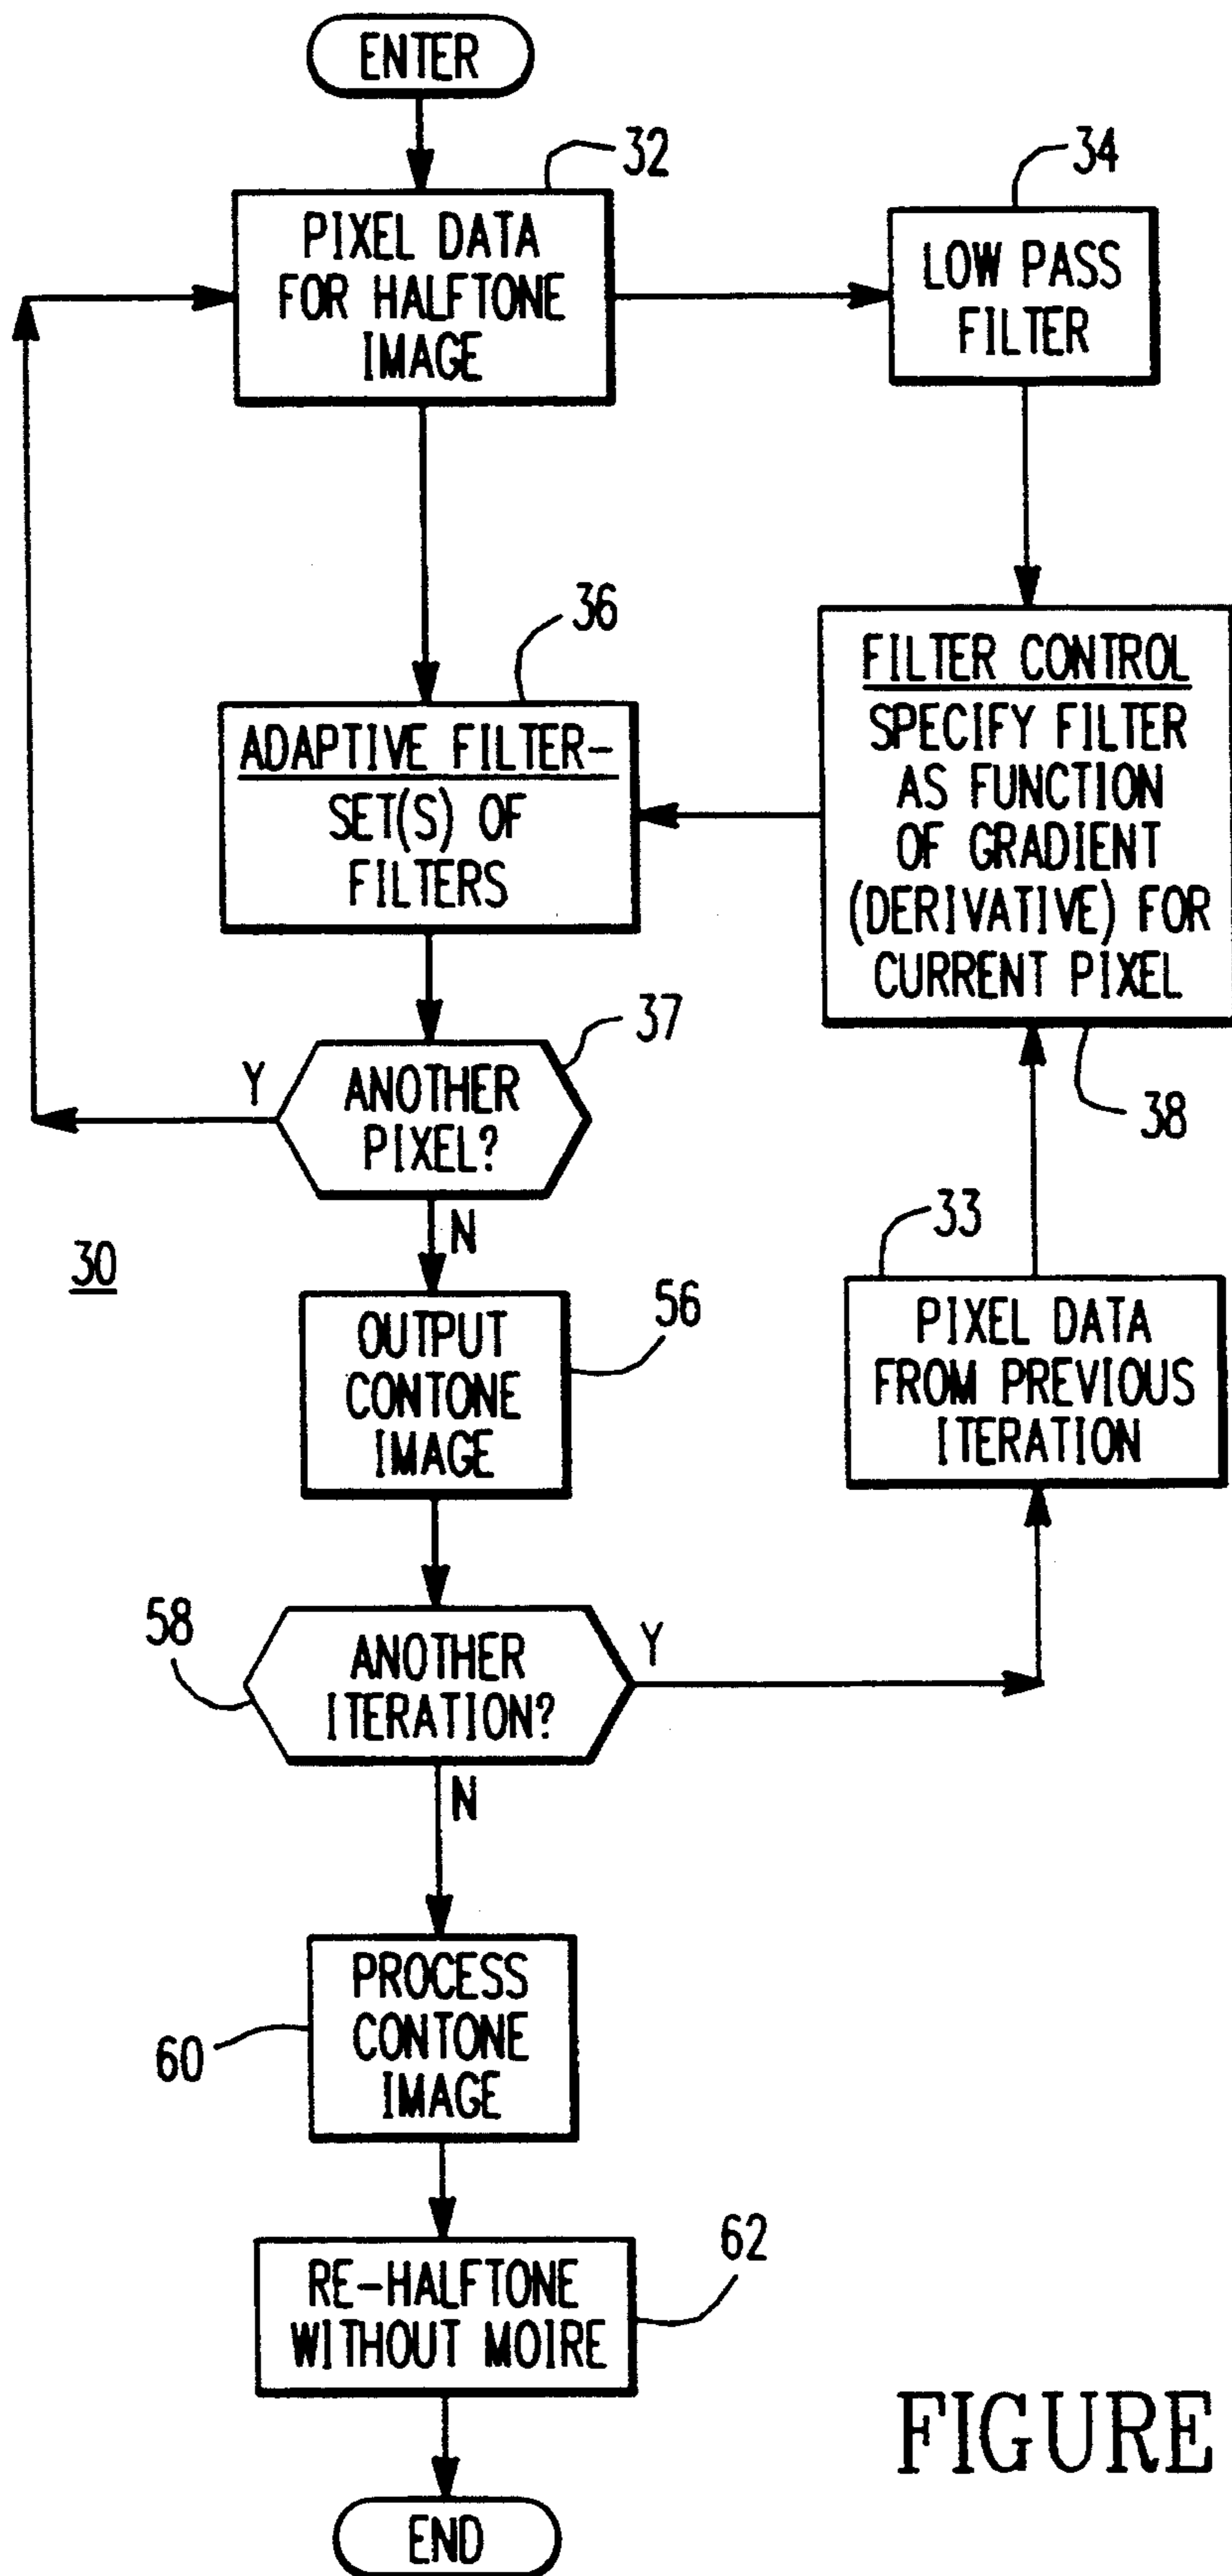 ENTER
32
PIXEL DATA
FOR HALFTONE
IMAGE
34
LOW PASS
FILTER
36
ADAPTIVE FILTER-
SET(S) OF
FILTERS
FILTER CONTROL
SPECIFY FILTER
AS FUNCTION
OF GRADIENT
(DERIVATIVE) FOR
CURRENT PIXEL
38
37
Y
ANOTHER
PIXEL?
N
30
33
PIXEL DATA
FROM PREVIOUS
ITERATION
56
OUTPUT
CONTONE
IMAGE
58
ANOTHER
ITERATION?
Y
N
60
PROCESS
CONTONE
IMAGE
62
RE-HALFTONE
WITHOUT MOIRE
END
FIGURE